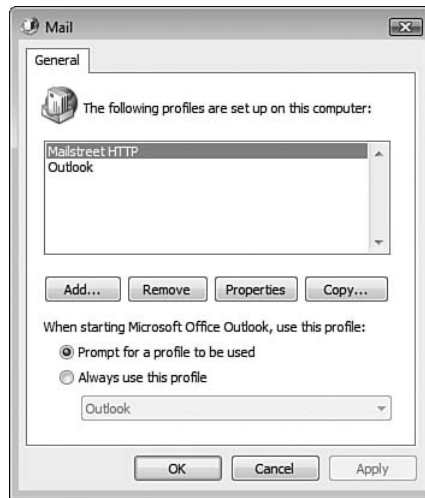 Mail
General
The following profiles are set up on this computer:
Mailstreet HTTP
Outlook
Add... Remove Properties Copy...
When starting Microsoft Office Outlook, use this profile:
Prompt for a profile to be used
Always use this profile
Outlook
OK Cancel Apply